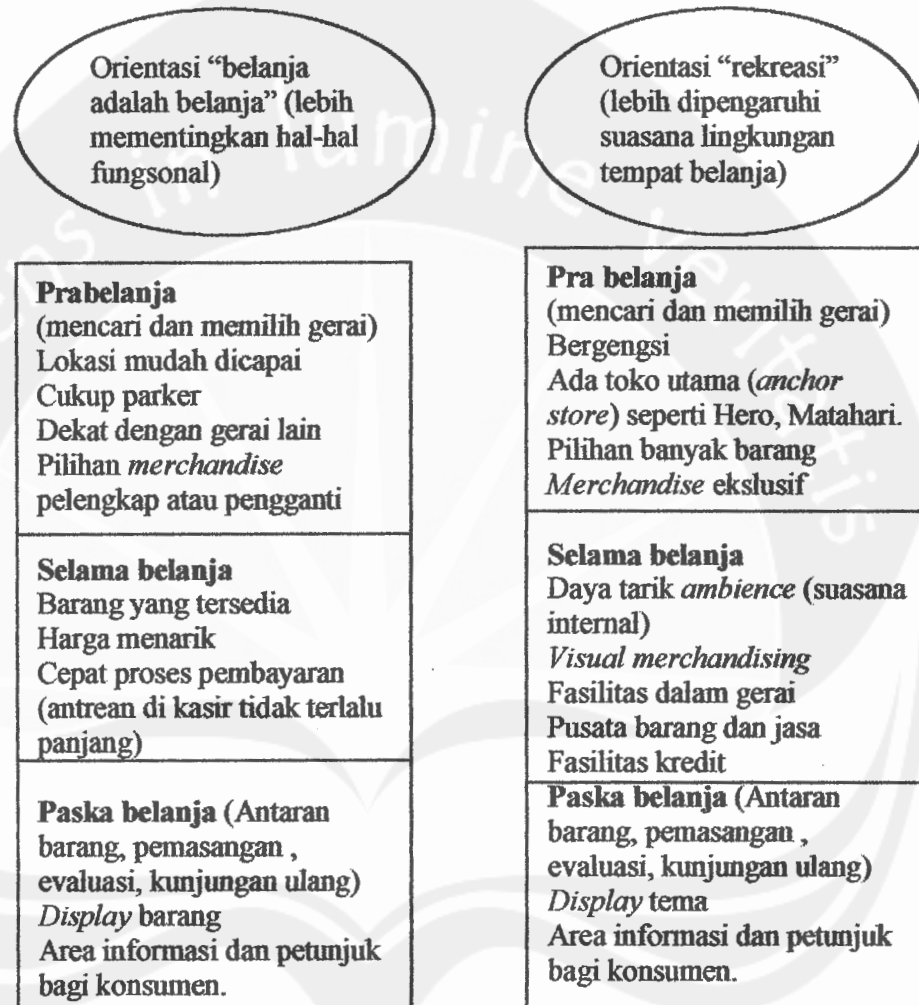 Orientasi “belanja
adalah belanja” (lebih
mementingkan hal-hal
fungsonal)
Prabelanja
(mencari dan memilih gerai)
Lokasi mudah dicapai
Cukup parker
Dekat dengan gerai lain
Pilihan merchandise
pelengkap atau pengganti
Selama belanja
Barang yang tersedia
Harga menarik
Cepat proses pembayaran
(antrean di kasir tidak terlalu
panjang)
Paska belanja (Antaran
barang, pemasangan ,
evaluasi, kunjungan ulang)
Display barang
Area informasi dan petunjuk
bagi konsumen.
Orientasi “rekreasi”
(lebih dipengaruhi
suasana lingkungan
tempat belanja)
Pra belanja
(mencari dan memilih gerai)
Bergengsi
Ada toko utama (anchor
store) seperti Hero, Matahari.
Pilihan banyak barang
Merchandise ekslusif
Selama belanja
Daya tarik ambience (suasana
internal)
Visual merchandising
Fasilitas dalam gerai
Pusata barang dan jasa
Fasilitas kredit
Paska belanja (Antaran
barang, pemasangan ,
evaluasi, kunjungan ulang)
Display tema
Area informasi dan petunjuk
bagi konsumen.
ens in lumine veritatis